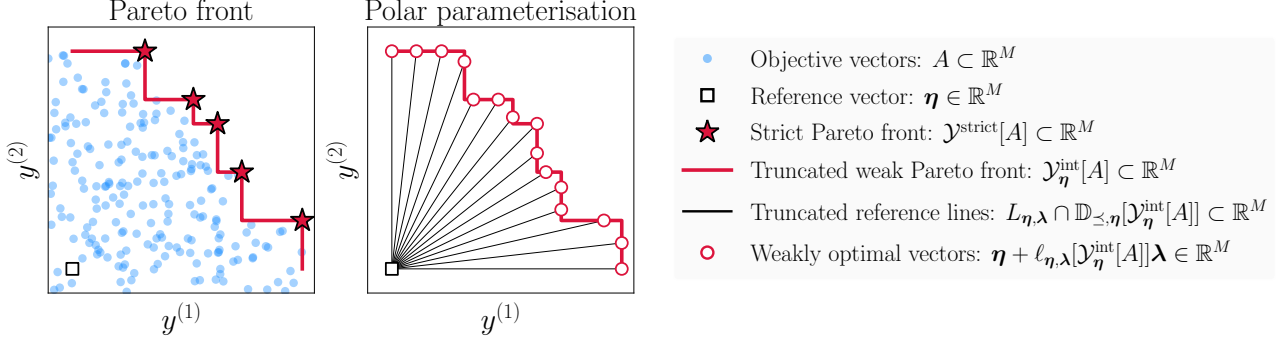 Pareto front
Polar parameterisation
y^{(2)}
y^{(1)}
y^{(2)}
y^{(1)}
Objective vectors: A ⊂ ℝ^M
Reference vector: η ∈ ℝ^M
Strict Pareto front: 𝒴^{strict}[A] ⊂ ℝ^M
Truncated weak Pareto front: 𝒴_η^{int}[A] ⊂ ℝ^M
Truncated reference lines: L_{η,λ} ∩ 𝔻_{⪯,η}[𝒴_η^{int}[A]] ⊂ ℝ^M
Weakly optimal vectors: η + ℓ_{η,λ}[𝒴_η^{int}[A]]λ ∈ ℝ^M